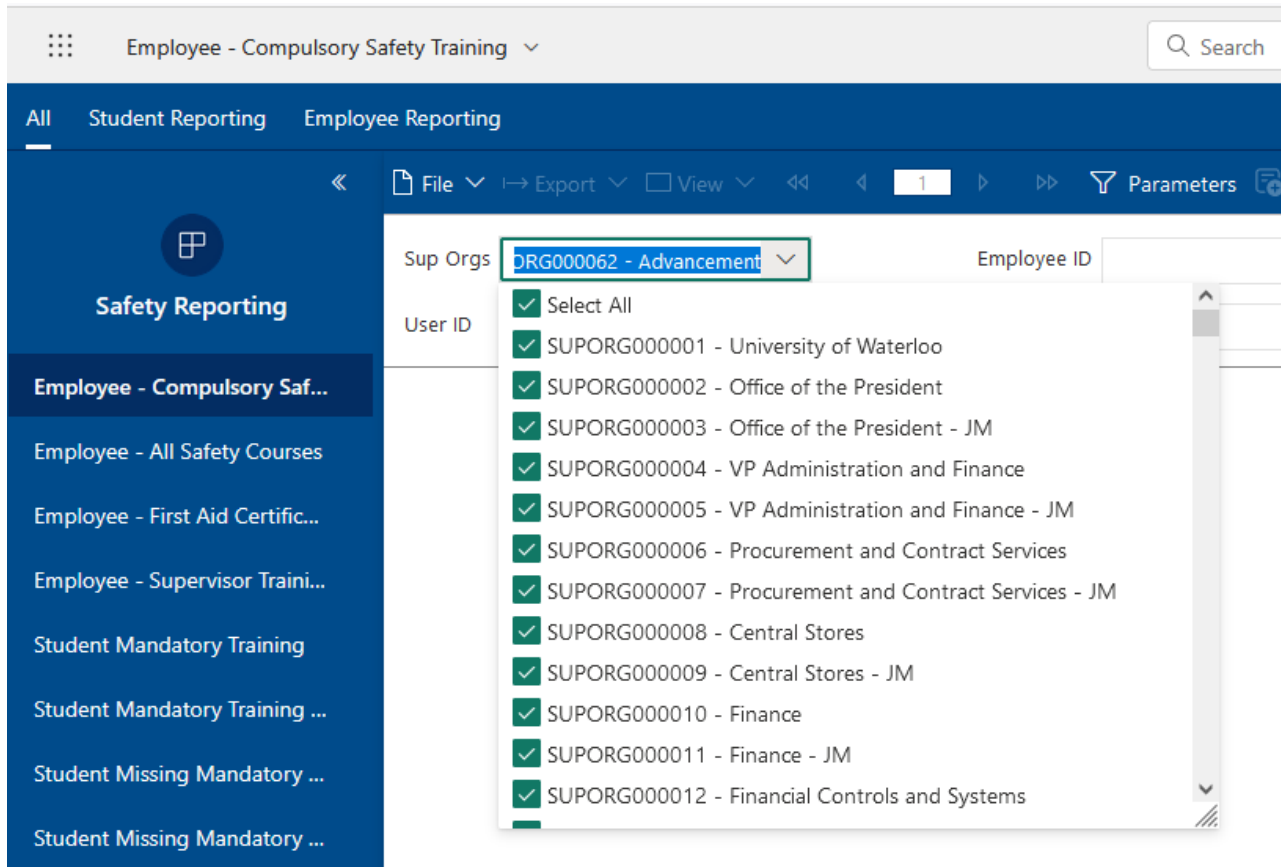 Employee - Compulsory Safety Training
Search
All
Student Reporting
Employee Reporting
File
Export
View
1
Parameters
Safety Reporting
Employee - Compulsory Saf...
Employee - All Safety Courses
Employee - First Aid Certific...
Employee - Supervisor Traini...
Student Mandatory Training
Student Mandatory Training ...
Student Missing Mandatory ...
Student Missing Mandatory ...
Sup Orgs
ORG000062 - Advancement
Employee ID
User ID
Select All
SUPORG000001 - University of Waterloo
SUPORG000002 - Office of the President
SUPORG000003 - Office of the President - JM
SUPORG000004 - VP Administration and Finance
SUPORG000005 - VP Administration and Finance - JM
SUPORG000006 - Procurement and Contract Services
SUPORG000007 - Procurement and Contract Services - JM
SUPORG000008 - Central Stores
SUPORG000009 - Central Stores - JM
SUPORG000010 - Finance
SUPORG000011 - Finance - JM
SUPORG000012 - Financial Controls and Systems